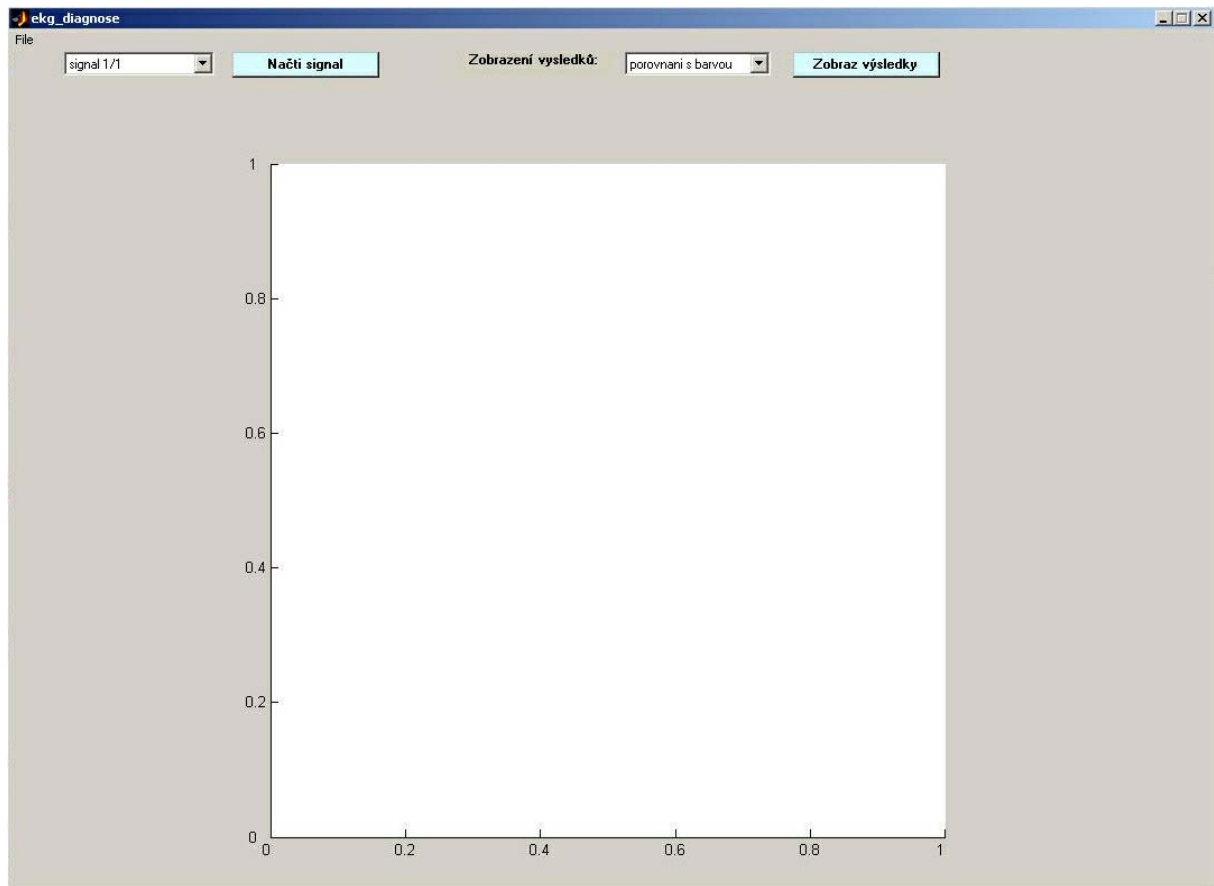 ekg_diagnose
File
signal 1/1
Načti signal
Zobrazení vysledků:
porovnani s barvou
Zobraz výsledky
1
0.8
0.6
0.4
0.2
0
0 0.2 0.4 0.6 0.8 1